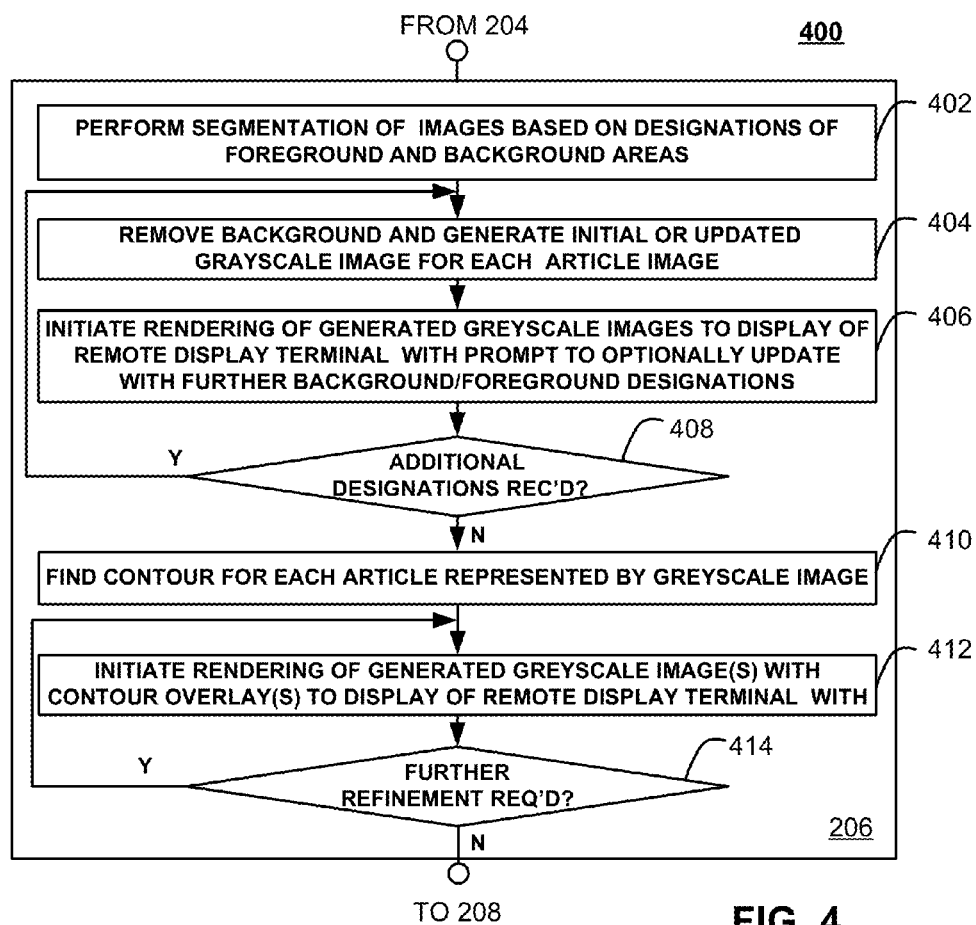 FROM 204
400
402
PERFORM SEGMENTATION OF IMAGES BASED ON DESIGNATIONS OF
FOREGROUND AND BACKGROUND AREAS
404
REMOVE BACKGROUND AND GENERATE INITIAL OR UPDATED
GRAYSCALE IMAGE FOR EACH ARTICLE IMAGE
406
INITIATE RENDERING OF GENERATED GREYSCALE IMAGES TO DISPLAY OF
REMOTE DISPLAY TERMINAL WITH PROMPT TO OPTIONALLY UPDATE
WITH FURTHER BACKGROUND/FOREGROUND DESIGNATIONS
408
Y
ADDITIONAL
DESIGNATIONS REC'D?
N
410
FIND CONTOUR FOR EACH ARTICLE REPRESENTED BY GREYSCALE IMAGE
412
INITIATE RENDERING OF GENERATED GREYSCALE IMAGE(S) WITH
CONTOUR OVERLAY(S) TO DISPLAY OF REMOTE DISPLAY TERMINAL WITH
414
Y
FURTHER
REFINEMENT REQ'D?
N
206
TO 208
FIG. 4